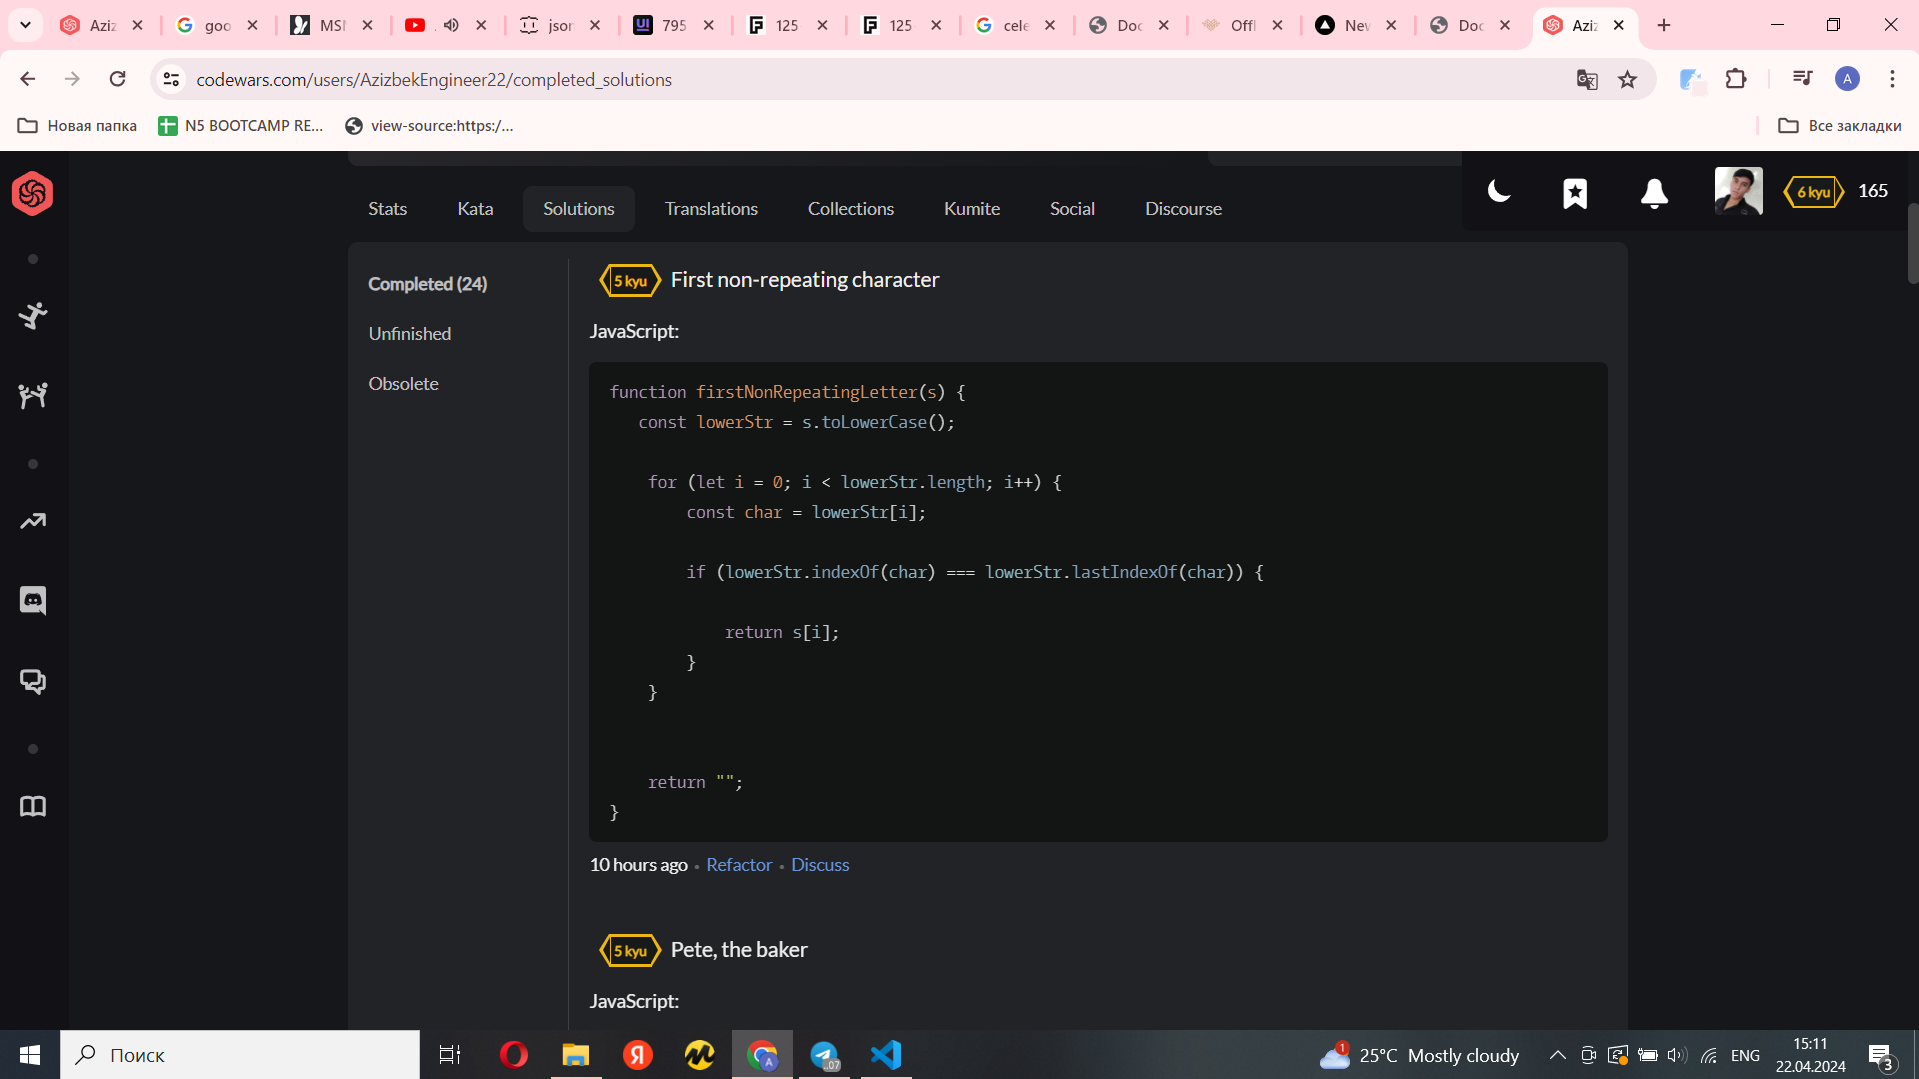 Aziz
goo
MSN
json
795
125
125
cele
Doc
Offl
New
Doc
Aziz
codewars.com/users/AzizbekEngineer22/completed_solutions
A
Новая папка
N5 BOOTCAMP RE...
view-source:https:/...
Все закладки
Stats
Kata
Solutions
Translations
Collections
Kumite
Social
Discourse
6 kyu
165
Completed (24)
Unfinished
Obsolete
5 kyu
First non-repeating character
JavaScript:
function firstNonRepeatingLetter(s) {
const lowerStr = s.toLowerCase();
for (let i = 0; i < lowerStr.length; i++) {
const char = lowerStr[i];
if (lowerStr.indexOf(char) === lowerStr.lastIndexOf(char)) {
return s[i];
}
}
return "";
}
10 hours ago • Refactor • Discuss
5 kyu
Pete, the baker
JavaScript:
Поиск
1
25°C Mostly cloudy
ENG
15:11
22.04.2024
3